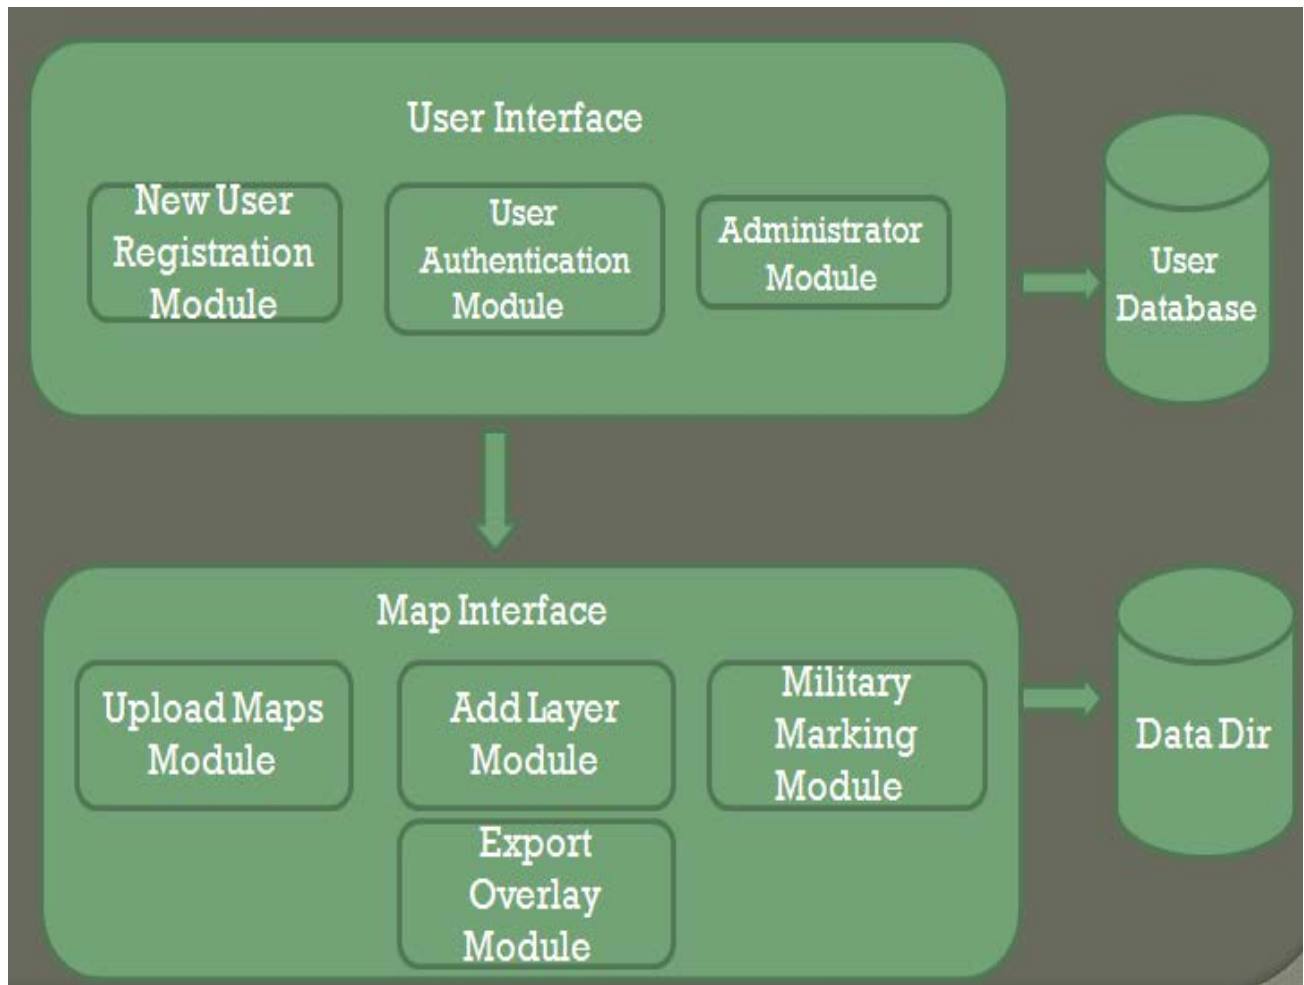 User Interface
New User
Registration
Module
User
Authentication
Module
Administrator
Module
User
Database
Map Interface
Upload Maps
Module
Add Layer
Module
Military
Marking
Module
Export
Overlay
Module
Data Dir